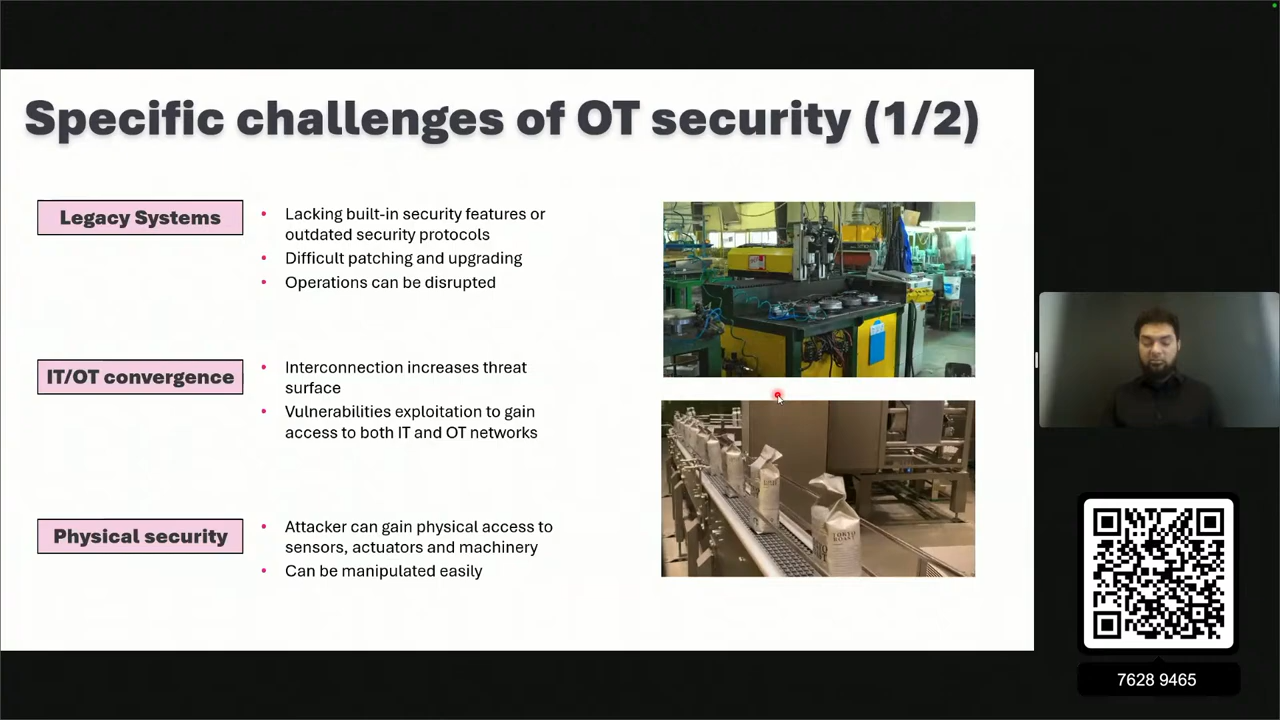 Specific challenges of OT security (1/2)
Legacy Systems
• Lacking built-in security features or
outdated security protocols
• Difficult patching and upgrading
• Operations can be disrupted
IT/OT convergence
• Interconnection increases threat
surface
• Vulnerabilities exploitation to gain
access to both IT and OT networks
Physical security
• Attacker can gain physical access to
sensors, actuators and machinery
• Can be manipulated easily
TOKYO
ROAST
7628 9465